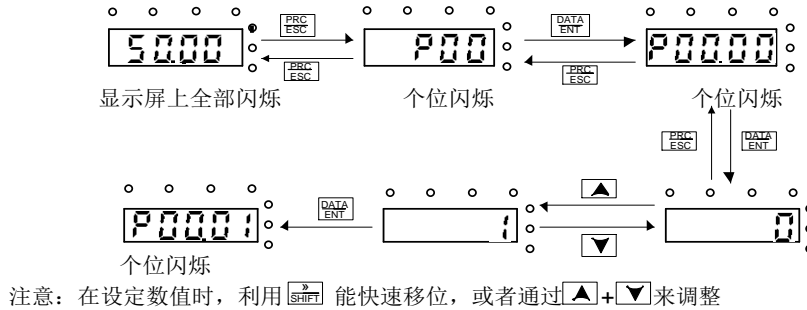 PRC
ESC
DATA
ENT
50.00
P00
P00.00
PRC
ESC
PRC
ESC
显示屏上全部闪烁
个位闪烁
个位闪烁
PRC
ESC
DATA
ENT
P00.01
DATA
ENT
1
0
个位闪烁
注意：在设定数值时，利用 » SHIFT 能快速移位，或者通过▲+▼来调整